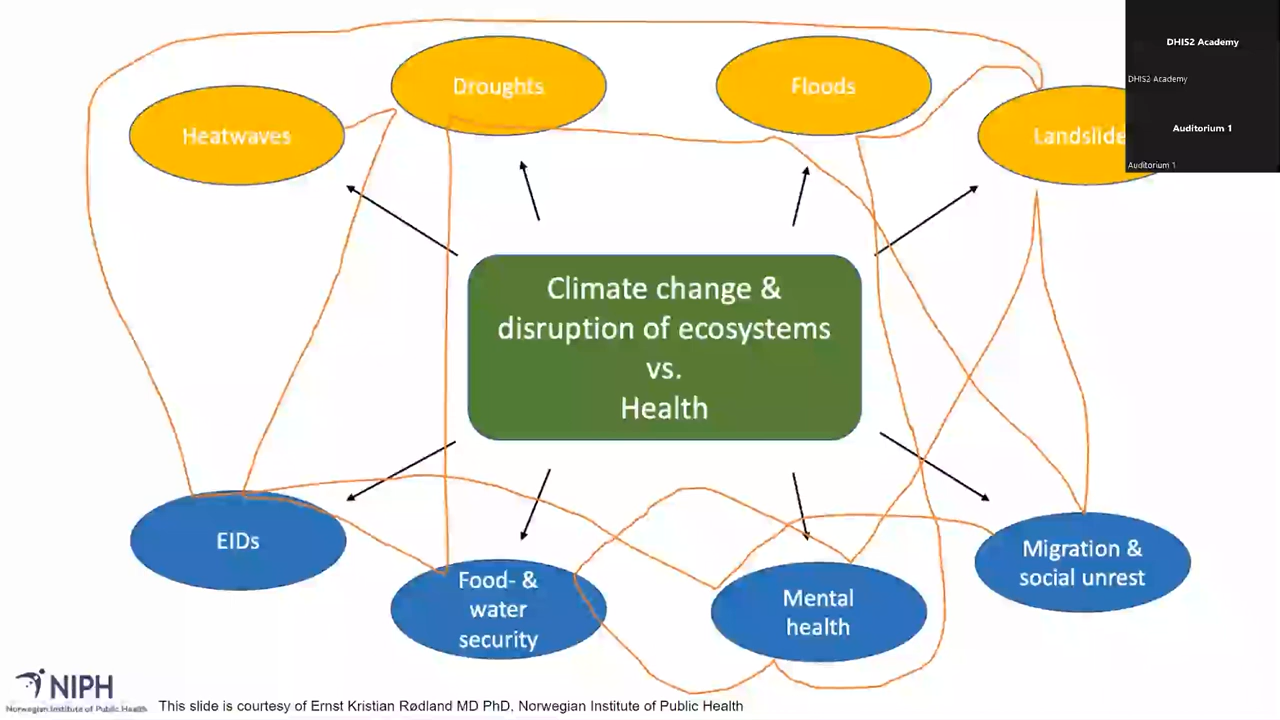 DHIS2 Academy
DHIS2 Academy
Auditorium 1
Auditorium 1
Droughts
Floods
Heatwaves
Landslide
Climate change &
disruption of ecosystems
vs.
Health
EIDs
Food- &
water
security
Mental
health
Migration &
social unrest
NIPH
Norwegian Institute of Public Health
This slide is courtesy of Ernst Kristian Rødland MD PhD, Norwegian Institute of Public Health